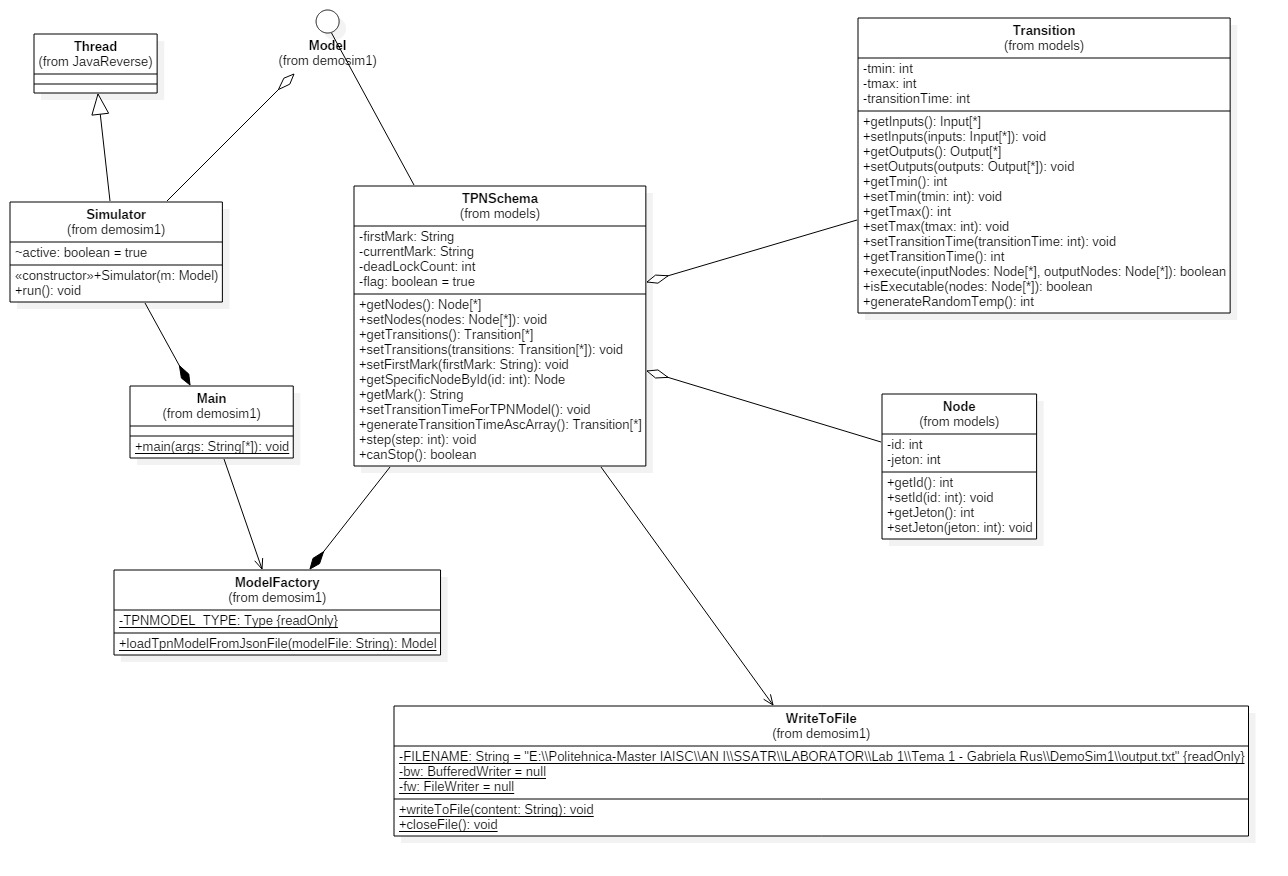 Thread
(from JavaReverse)
Model
(from demosim1)
Transition
(from models)
-tmin: int
-tmax: int
-transitionTime: int
+getInputs(): Input[*]
+setInputs(inputs: Input[*]): void
+getOutputs(): Output[*]
+setOutputs(outputs: Output[*]): void
+getTmin(): int
+setTmin(tmin: int): void
+getTmax(): int
+setTmax(tmax: int): void
+setTransitionTime(transitionTime: int): void
+getTransitionTime(): int
+execute(inputNodes: Node[*], outputNodes: Node[*]): boolean
+isExecutable(nodes: Node[*]): boolean
+generateRandomTemp(): int
Simulator
(from demosim1)
~active: boolean = true
«constructor»+Simulator(m: Model)
+run(): void
TPNSchema
(from models)
-firstMark: String
-currentMark: String
-deadLockCount: int
-flag: boolean = true
+getNodes(): Node[*]
+setNodes(nodes: Node[*]): void
+getTransitions(): Transition[*]
+setTransitions(transitions: Transition[*]): void
+setFirstMark(firstMark: String): void
+getSpecificNodeById(id: int): Node
+getMark(): String
+setTransitionTimeForTPNModel(): void
+generateTransitionTimeAscArray(): Transition[*]
+step(step: int): void
+canStop(): boolean
Main
(from demosim1)
+main(args: String[*]): void
Node
(from models)
-id: int
-jeton: int
+getId(): int
+setId(id: int): void
+getJeton(): int
+setJeton(jeton: int): void
ModelFactory
(from demosim1)
-TPNMODEL_TYPE: Type {readOnly}
+loadTpnModelFromJsonFile(modelFile: String): Model
WriteToFile
(from demosim1)
-FILENAME: String = "E:\\Politehnica-Master IAISC\\AN I\\SSATR\\LABORATOR\\Lab 1\\Tema 1 - Gabriela Rus\\DemoSim1\\output.txt" {readOnly}
-bw: BufferedWriter = null
-fw: FileWriter = null
+writeToFile(content: String): void
+closeFile(): void